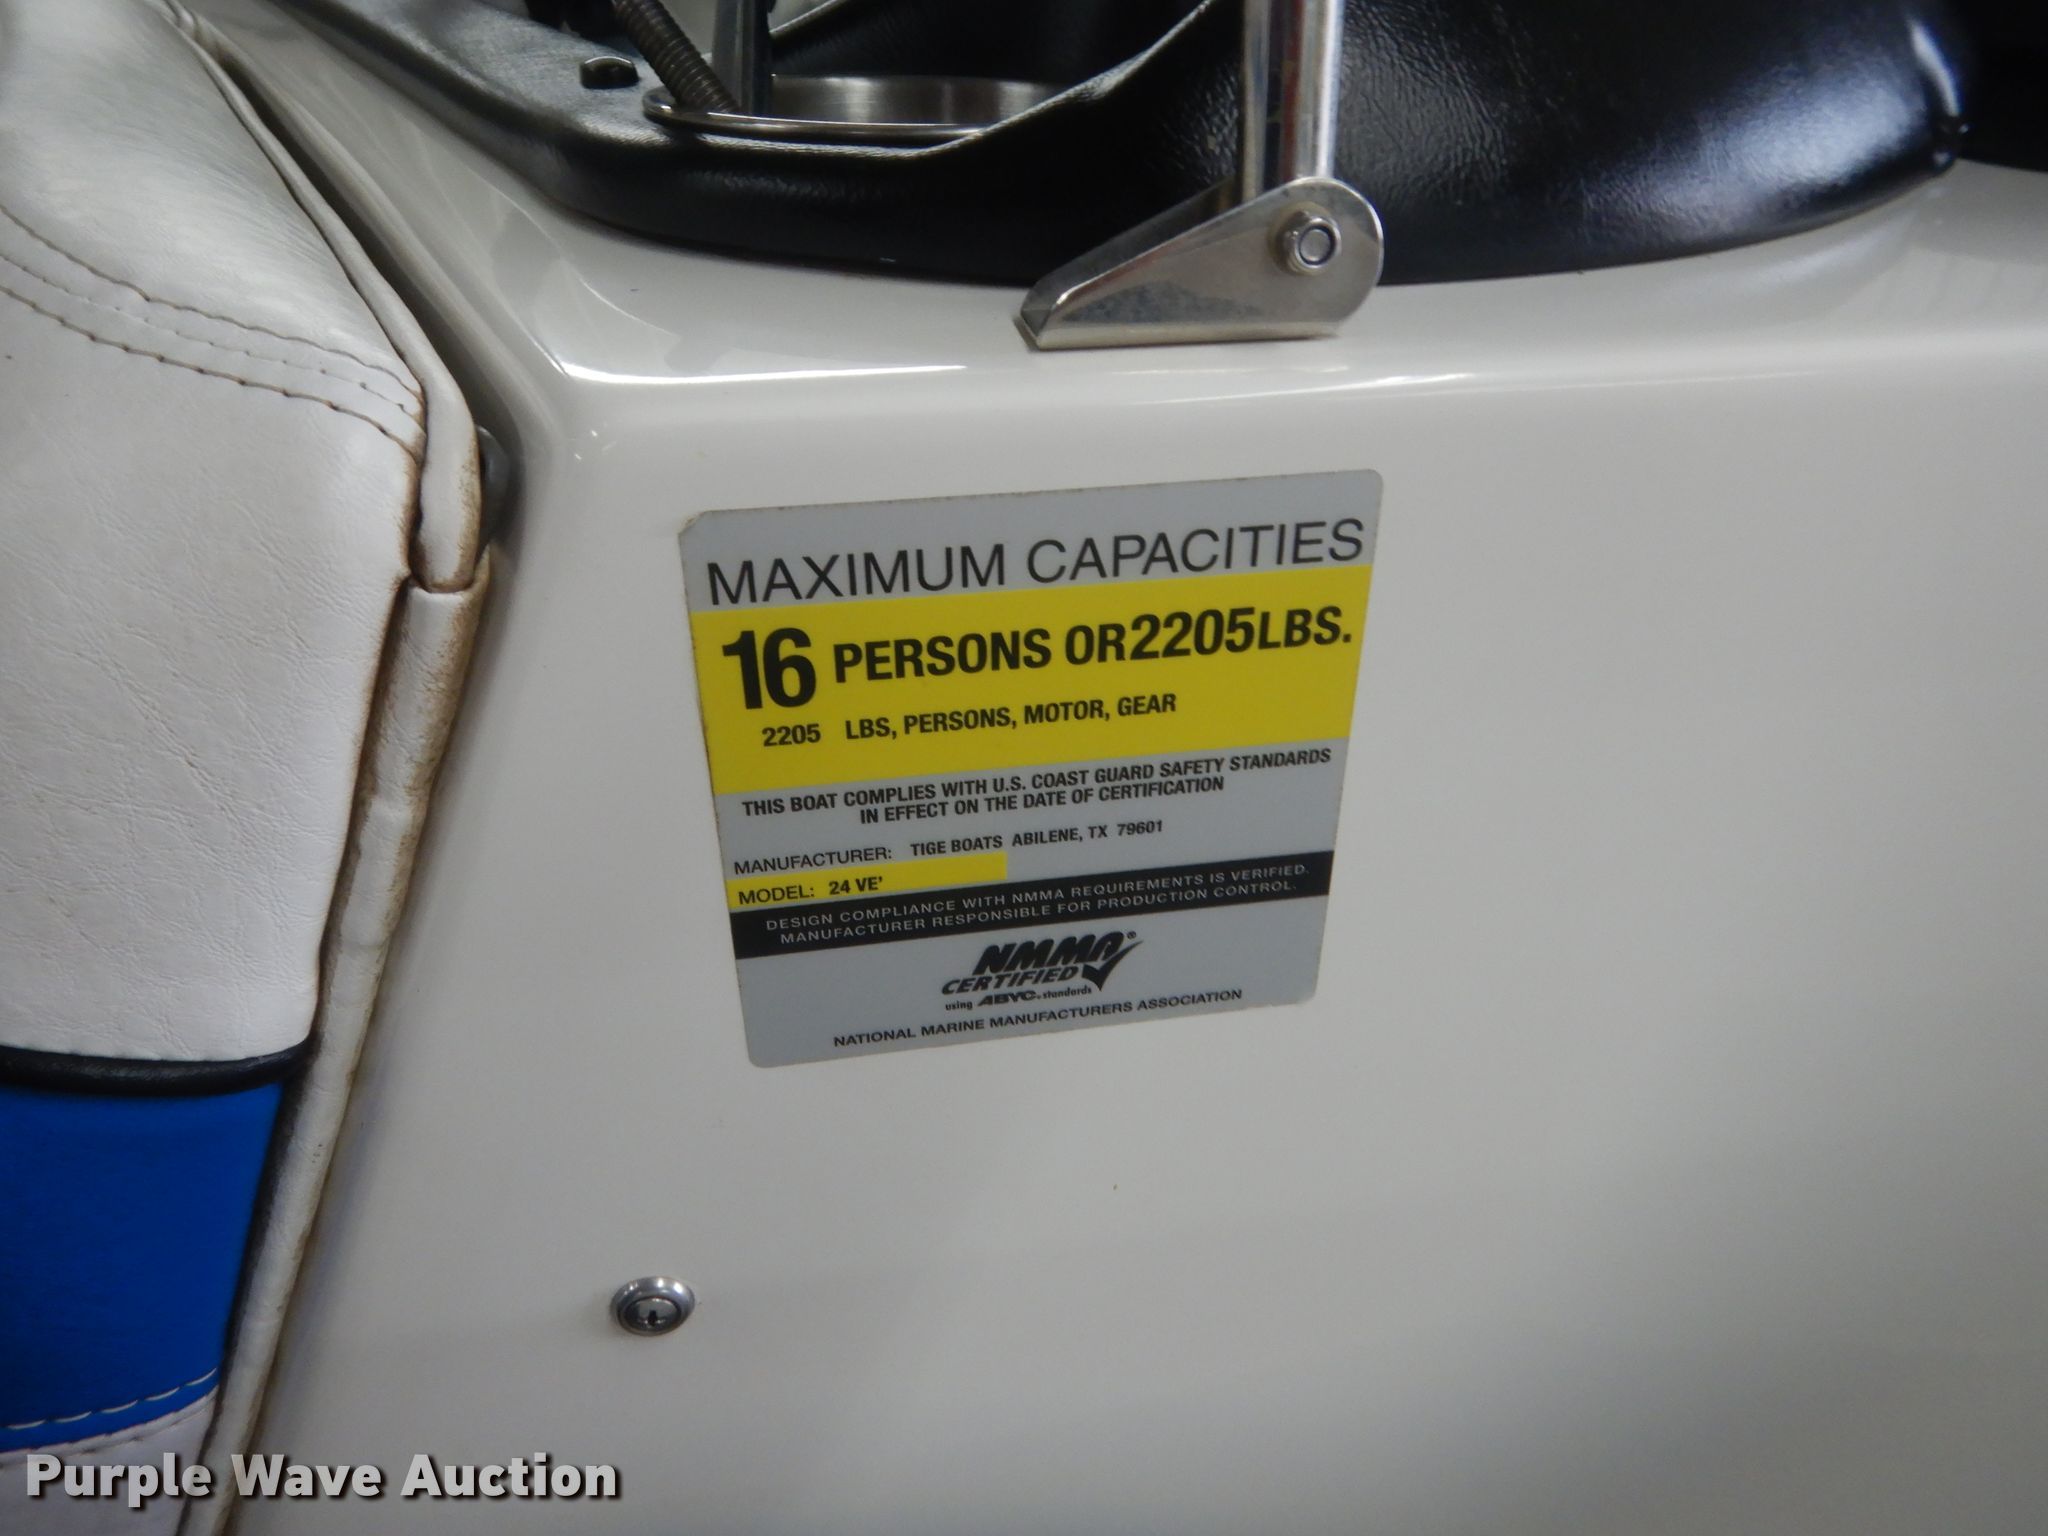 MAXIMUM CAPACITIES
16 PERSONS OR 2205 LBS.
2205 LBS, PERSONS, MOTOR, GEAR
THIS BOAT COMPLIES WITH U.S. COAST GUARD SAFETY STANDARDS
IN EFFECT ON THE DATE OF CERTIFICATION
MANUFACTURER: TIGE BOATS ABILENE, TX 79601
MODEL: 24 VE'
DESIGN COMPLIANCE WITH NMMA REQUIREMENTS IS VERIFIED.
MANUFACTURER RESPONSIBLE FOR PRODUCTION CONTROL.
NMMA®
CERTIFIED
using ABYC® standards
NATIONAL MARINE MANUFACTURERS ASSOCIATION
Purple Wave Auction